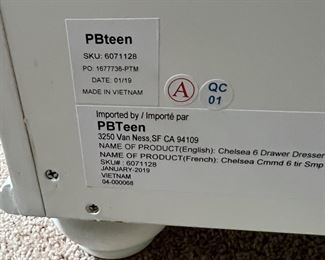 PBteen
SKU: 6071128
PO: 1677736-PTM
DATE: 01/19
MADE IN VIETNAM
A
QC
01
Imported by / Importé par
PBTeen
3250 Van Ness,SF CA 94109
NAME OF PRODUCT(English): Chelsea 6 Drawer Dresser
NAME OF PRODUCT(French): Chelsea Cmmd 6 tir Smp
SKU# : 6071128
JANUARY-2019
VIETNAM
04-000068